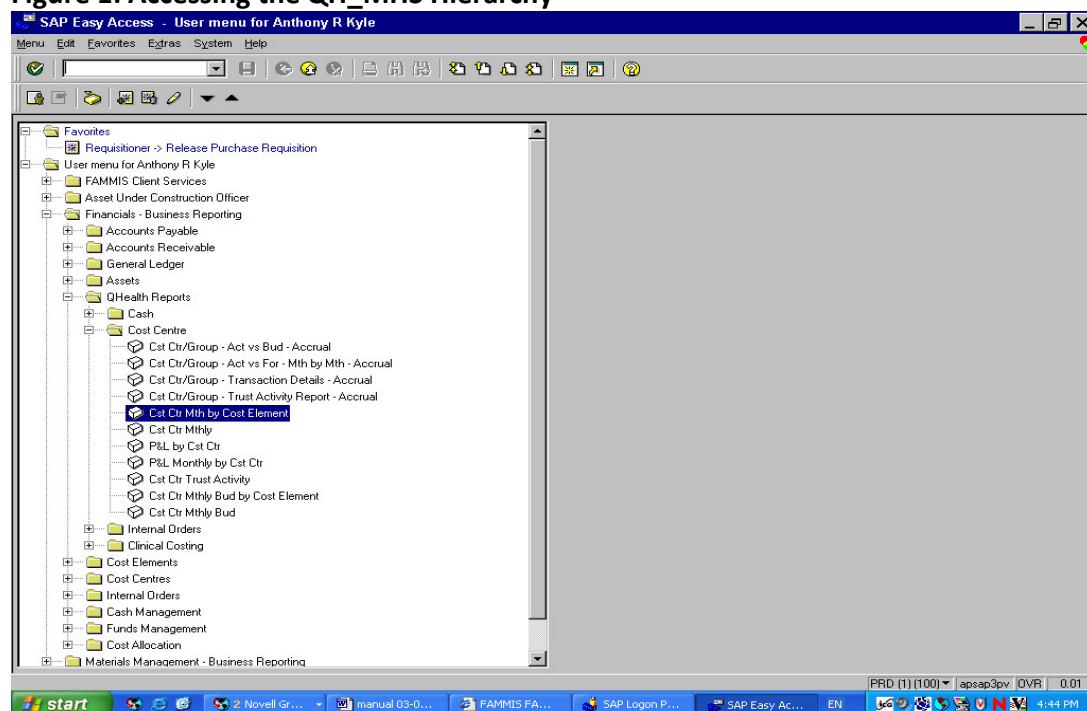 Figure 1: Accessing the QH_MHS Hierarchy
SAP Easy Access - User menu for Anthony R Kyle
Menu Edit Favorites Extras System Help
Favorites
Requisitioner -> Release Purchase Requisition
User menu for Anthony R Kyle
FAMMIS Client Services
Asset Under Construction Officer
Financials - Business Reporting
Accounts Payable
Accounts Receivable
General Ledger
Assets
QHealth Reports
Cash
Cost Centre
Cst Ctr/Group - Act vs Bud - Accrual
Cst Ctr/Group - Act vs For - Mth by Mth - Accrual
Cst Ctr/Group - Transaction Details - Accrual
Cst Ctr/Group - Trust Activity Report - Accrual
Cst Ctr Mth by Cost Element
Cst Ctr Mthly
P&L by Cst Ctr
P&L Monthly by Cst Ctr
Cst Ctr Trust Activity
Cst Ctr Mthly Bud by Cost Element
Cst Ctr Mthly Bud
Internal Orders
Clinical Costing
Cost Elements
Cost Centres
Internal Orders
Cash Management
Funds Management
Cost Allocation
Materials Management - Business Reporting
PRD (1) (100) apsap3pv OVR 0.01
start 2 Novell Gr... manual 03-0... FAMMIS FA... SAP Logon P... SAP Easy Ac... EN 4:44 PM